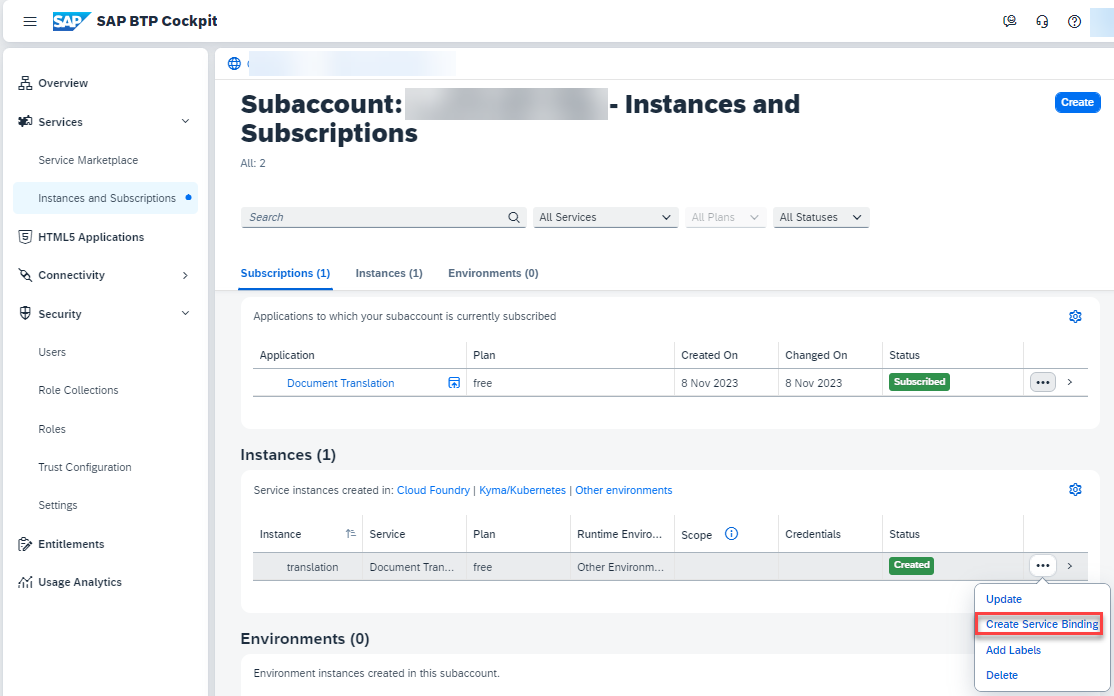 SAP SAP BTP Cockpit
Overview
Services
Service Marketplace
Instances and Subscriptions
HTML5 Applications
Connectivity
Security
Users
Role Collections
Roles
Trust Configuration
Settings
Entitlements
Usage Analytics
Subaccount: - Instances and
Subscriptions
Create
All: 2
Search All Services All Plans All Statuses
Subscriptions (1) Instances (1) Environments (0)
Applications to which your subaccount is currently subscribed
Application Plan Created On Changed On Status
Document Translation free 8 Nov 2023 8 Nov 2023 Subscribed
Instances (1)
Service instances created in: Cloud Foundry | Kyma/Kubernetes | Other environments
Instance Service Plan Runtime Enviro... Scope Credentials Status
translation Document Tran... free Other Environm... Created
Update
Create Service Binding
Add Labels
Delete
Environments (0)
Environment instances created in this subaccount.